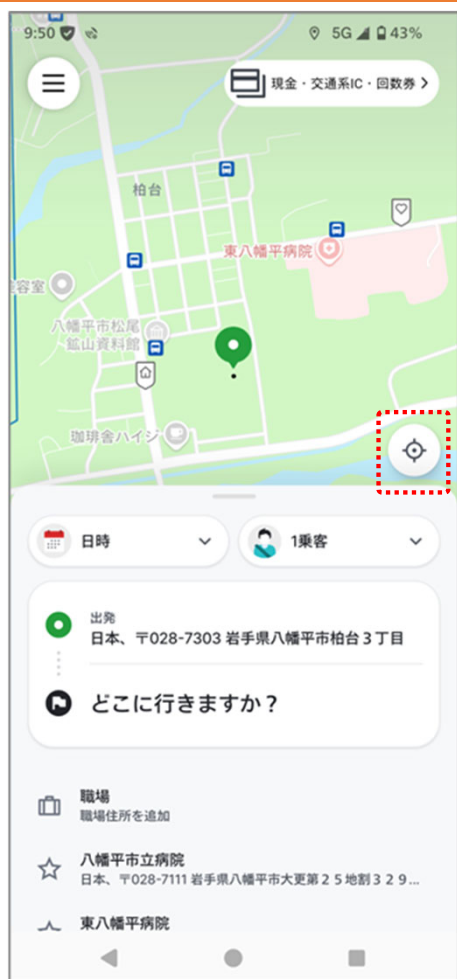 9:50 5G 43%
現金・交通系IC・回数券
柏台
東八幡平病院
容室
八幡平市松尾
鉱山資料館
珈琲舎ハイジ
日時
1乗客
出発
日本、〒028-7303 岩手県八幡平市柏台３丁目
どこに行きますか？
職場
職場住所を追加
八幡平市立病院
日本、〒028-7111 岩手県八幡平市大更第２５地割３２９...
東八幡平病院